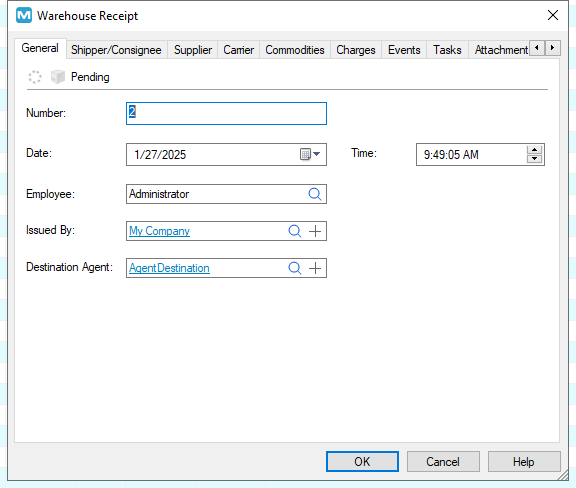 M Warehouse Receipt
General Shipper/Consignee Supplier Carrier Commodities Charges Events Tasks Attachment
Pending
Number: 2
Date: 1/27/2025 Time: 9:49:05 AM
Employee: Administrator
Issued By: My Company
Destination Agent: AgentDestination
OK Cancel Help